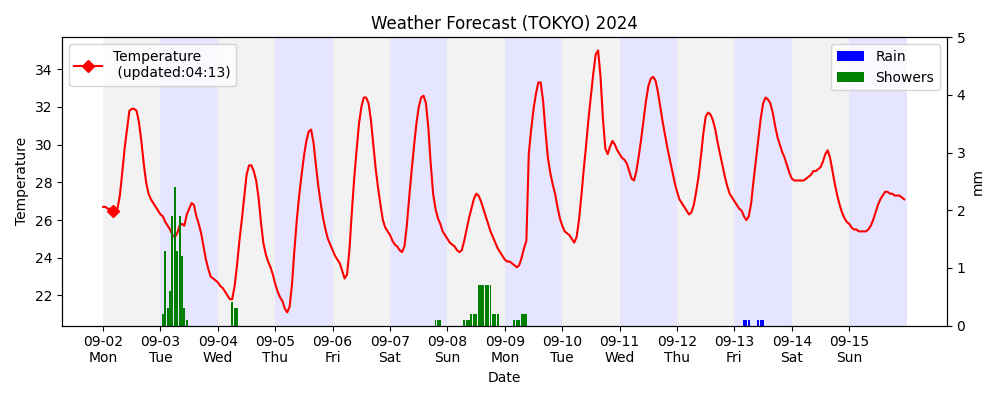 Weather Forecast (TOKYO) 2024
Temperature
(updated:04:13)
Rain
Showers
Temperature
34
32
30
28
26
24
22
5
4
3
2
1
0
mm
09-02 09-03 09-04 09-05 09-06 09-07 09-08 09-09 09-10 09-11 09-12 09-13 09-14 09-15
Mon Tue Wed Thu Fri Sat Sun Mon Tue Wed Thu Fri Sat Sun
Date